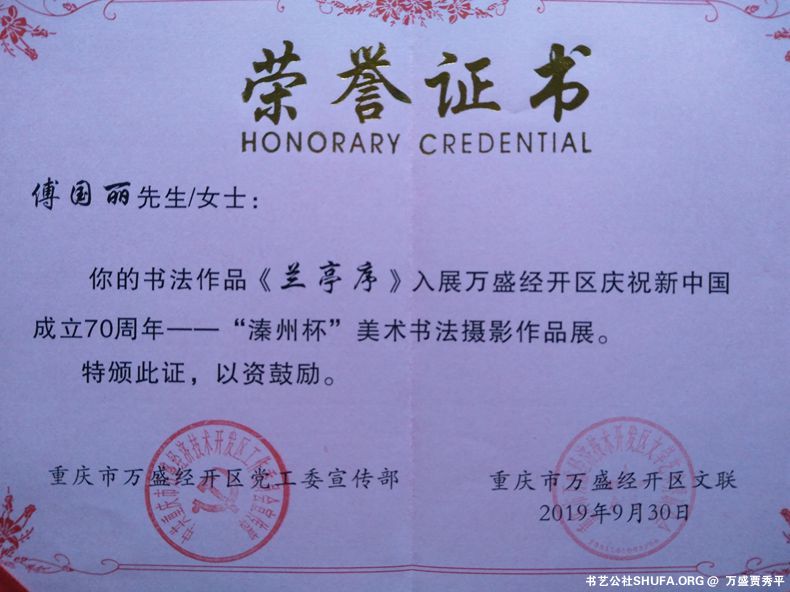 荣誉证书
HONORARY CREDENTIAL
傅国丽先生/女士：
你的书法作品《兰亭序》入展万盛经开区庆祝新中国
成立70周年——“溱州杯”美术书法摄影作品展。
特颁此证，以资鼓励。
重庆市万盛经开区党工委宣传部
重庆市万盛经开区文联
2019年9月30日
书艺公社SHUFA.ORG @ 万盛贾秀平